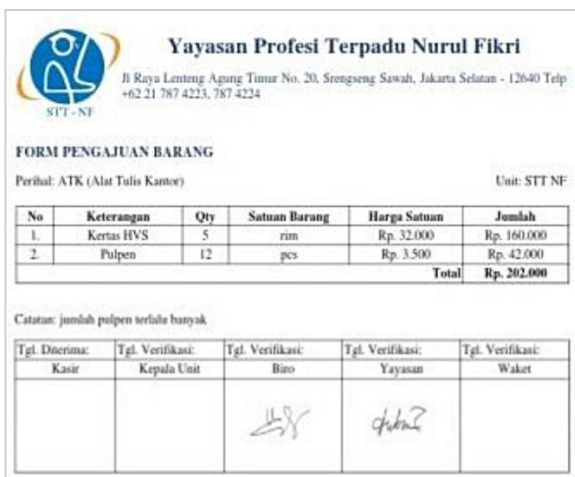 Yayasan Profesi Terpadu Nurul Fikri
Jl Raya Lenteng Agung Timur No. 20, Srengseng Sawah, Jakarta Selatan - 12640 Telp
+62 21 787 4223, 787 4224
STT - NF
FORM PENGAJUAN BARANG
Perihal: ATK (Alat Tulis Kantor) Unit: STT NF
No Keterangan Qty Satuan Barang Harga Satuan Jumlah
1. Kertas HVS 5 rim Rp. 32.000 Rp. 160.000
2. Pulpen 12 pcs Rp. 3.500 Rp. 42.000
Total Rp. 202.000
Catatan: jumlah pulpen terlalu banyak
Tgl. Diterima: Tgl. Verifikasi: Tgl. Verifikasi: Tgl. Verifikasi: Tgl. Verifikasi:
Kasir Kepala Unit Biro Yayasan Waket